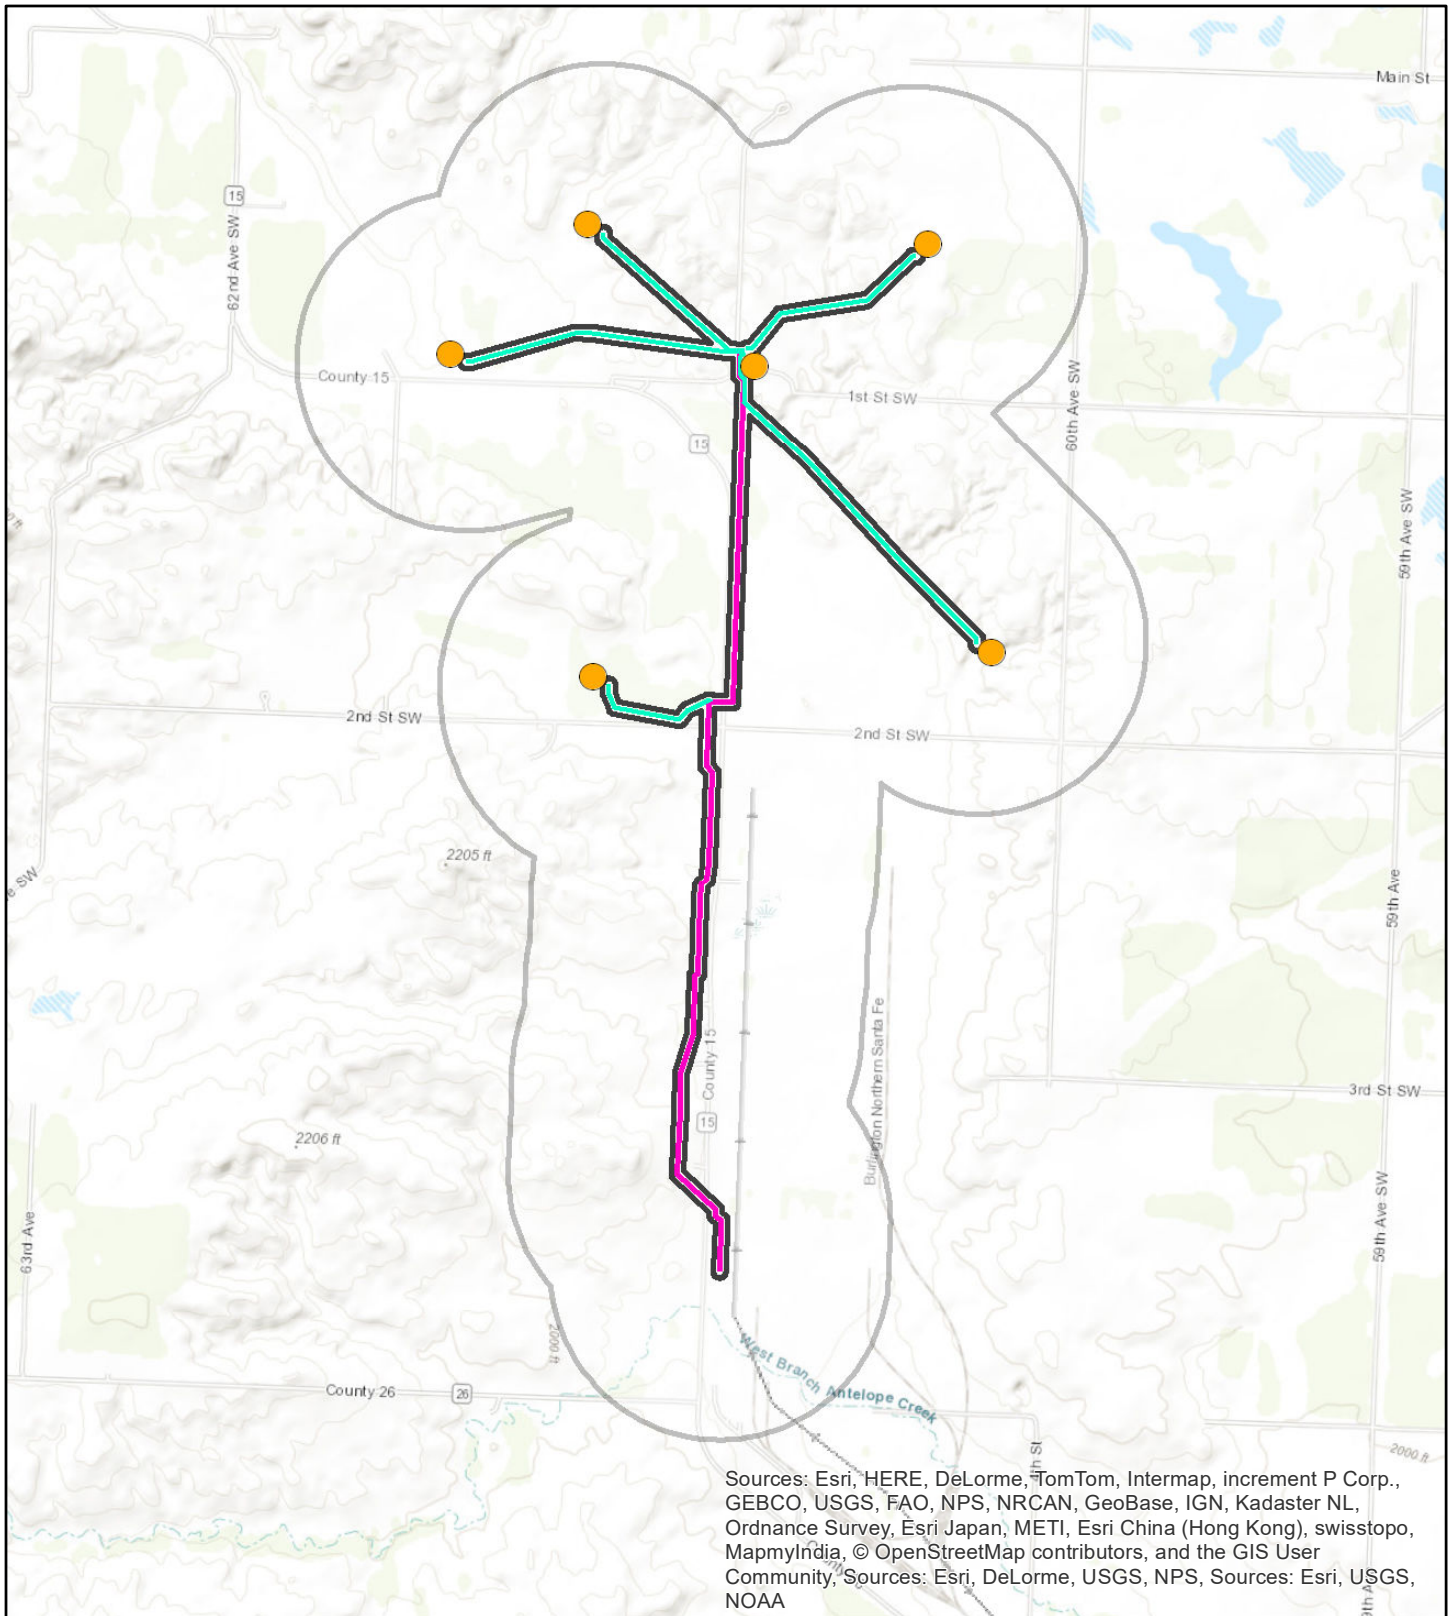 Main St
15
62nd Ave SW
County 15
1st St SW
60th Ave SW
15
59th Ave SW
2nd St SW
2nd St SW
2205 ft
59th Ave
Burlington Northern Santa Fe
County 15
3rd St SW
15
2206 ft
63rd Ave
59th Ave SW
2000 ft
West Branch Antelope Creek
County 26
26
2000 ft
4th St
Sources: Esri, HERE, DeLorme, TomTom, Intermap, increment P Corp.,
GEBCO, USGS, FAO, NPS, NRCAN, GeoBase, IGN, Kadaster NL,
Ordnance Survey, Esri Japan, METI, Esri China (Hong Kong), swisstopo,
MapmyIndia, © OpenStreetMap contributors, and the GIS User
Community, Sources: Esri, DeLorme, USGS, NPS, Sources: Esri, USGS,
NOAA